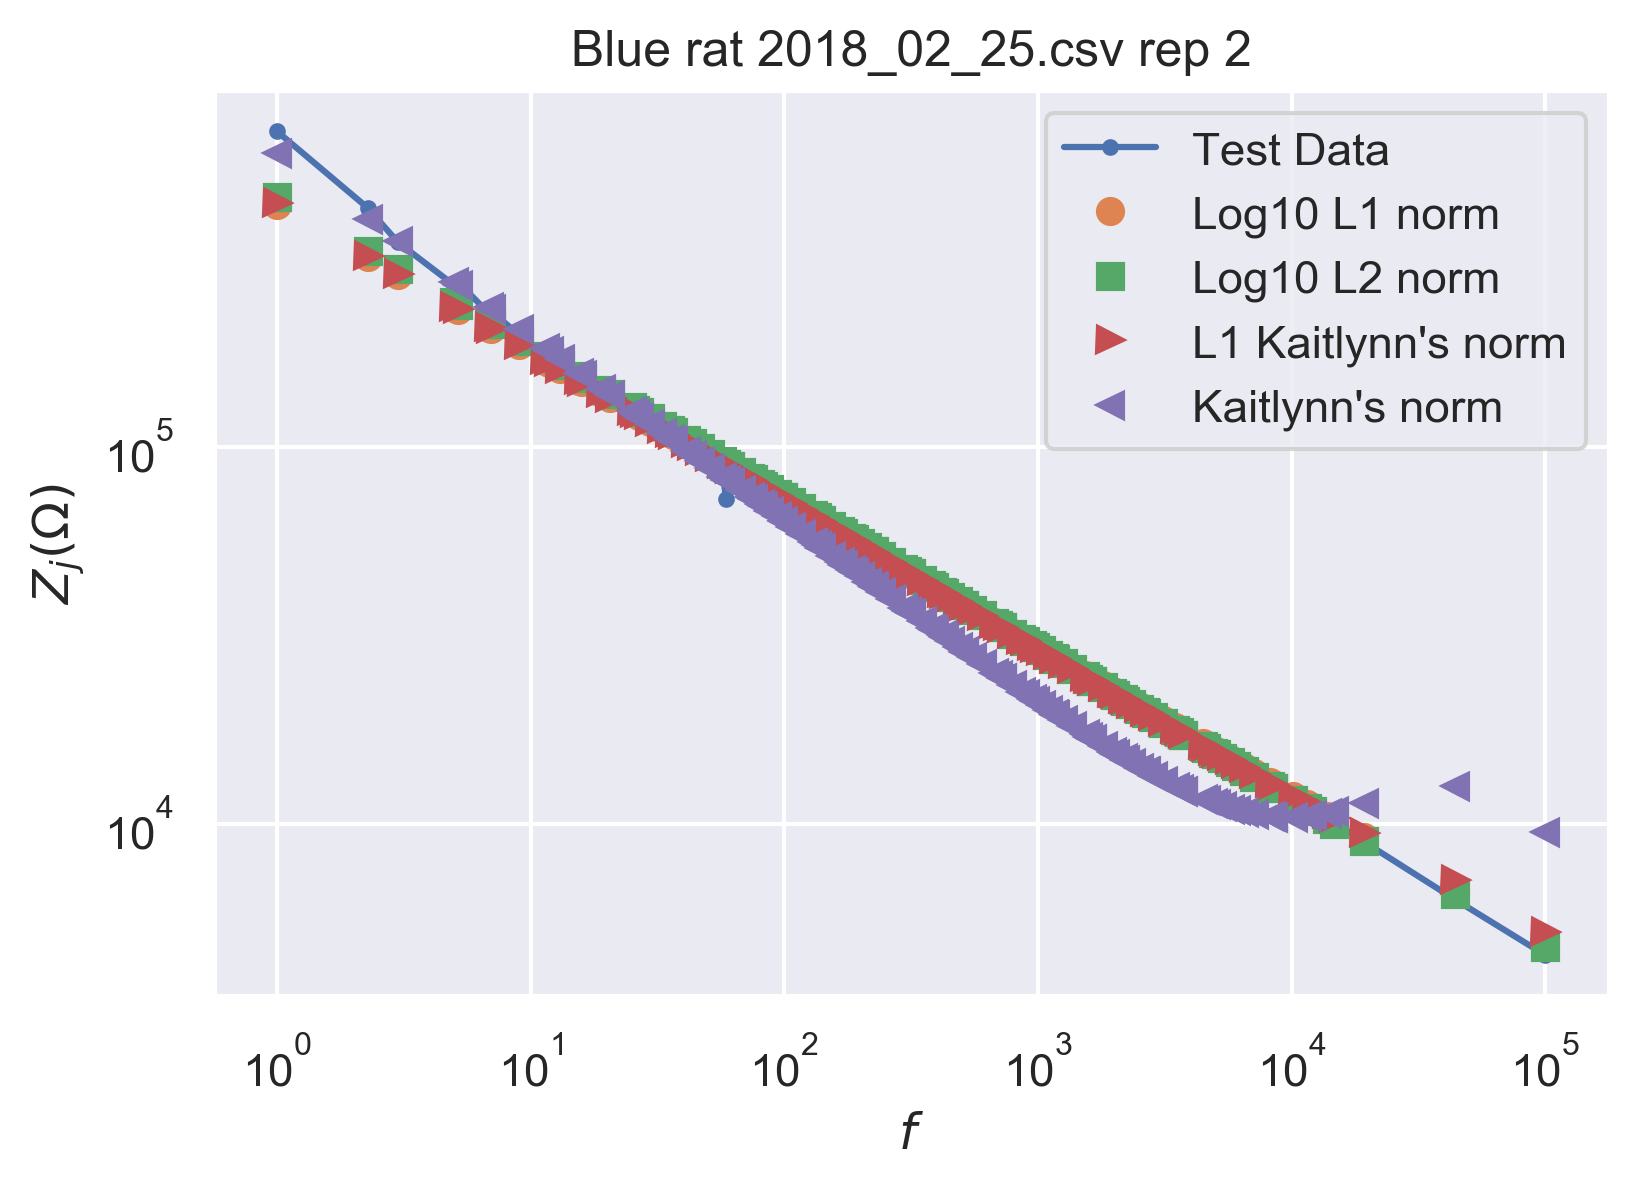 Blue rat 2018_02_25.csv rep 2
Test Data
Log10 L1 norm
Log10 L2 norm
L1 Kaitlynn's norm
Kaitlynn's norm
10^5
10^4
Z_j(Ω)
10^0 10^1 10^2 10^3 10^4 10^5
f